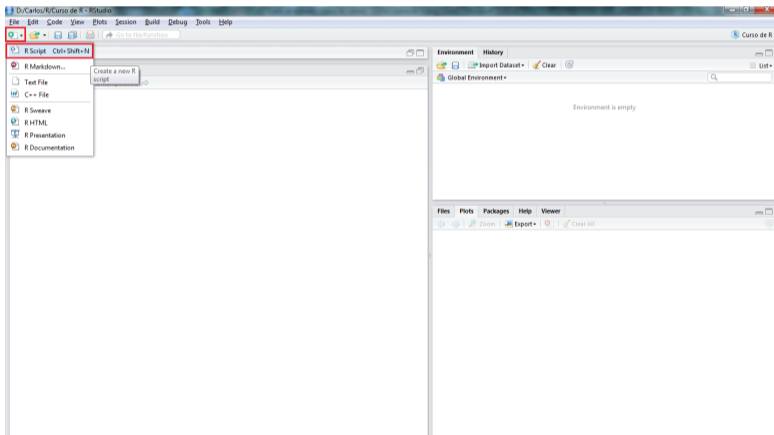 D:/Carlos/R/Curso de R - RStudio
File Edit Code View Plots Session Build Debug Tools Help
Go to file/function
Curso de R
R Script Ctrl+Shift+N
R Markdown...
Create a new R script
Text File
C++ File
R Sweave
R HTML
R Presentation
R Documentation
Environment History
Import Dataset Clear List
Global Environment
Environment is empty
Files Plots Packages Help Viewer
Zoom Export Clear All